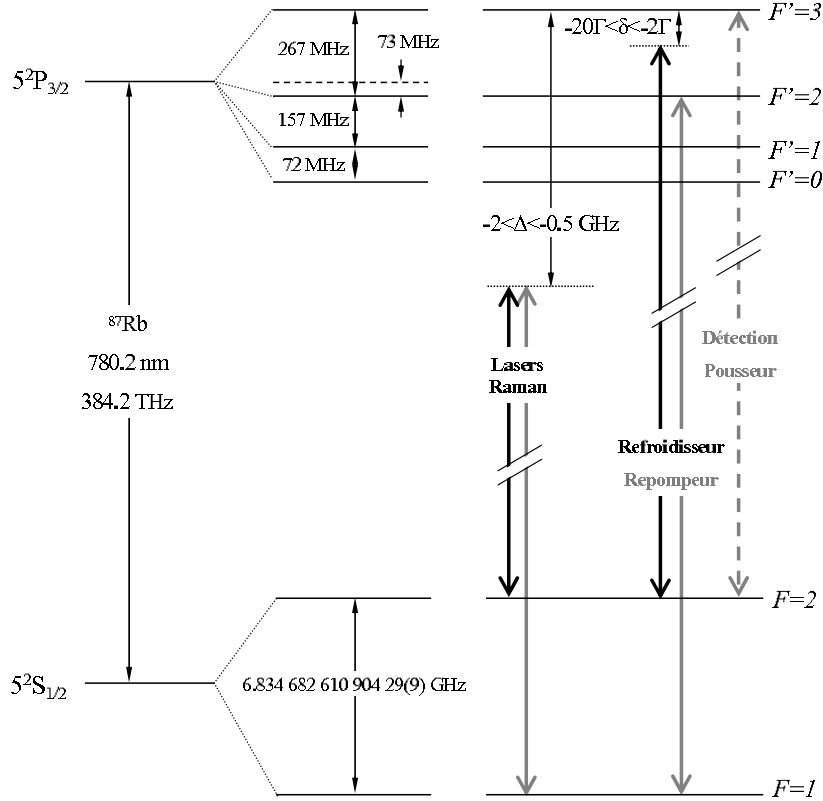 F’=3
-20Γ<δ<-2Γ
267 MHz
73 MHz
5²P₃/₂
F’=2
157 MHz
F’=1
72 MHz
F’=0
-2<Δ<-0.5 GHz
⁸⁷Rb
780.2 nm
384.2 THz
Lasers
Raman
Détection
Pousseur
Refroidisseur
Repompeur
F=2
5²S₁/₂
6.834 682 610 904 29(9) GHz
F=1